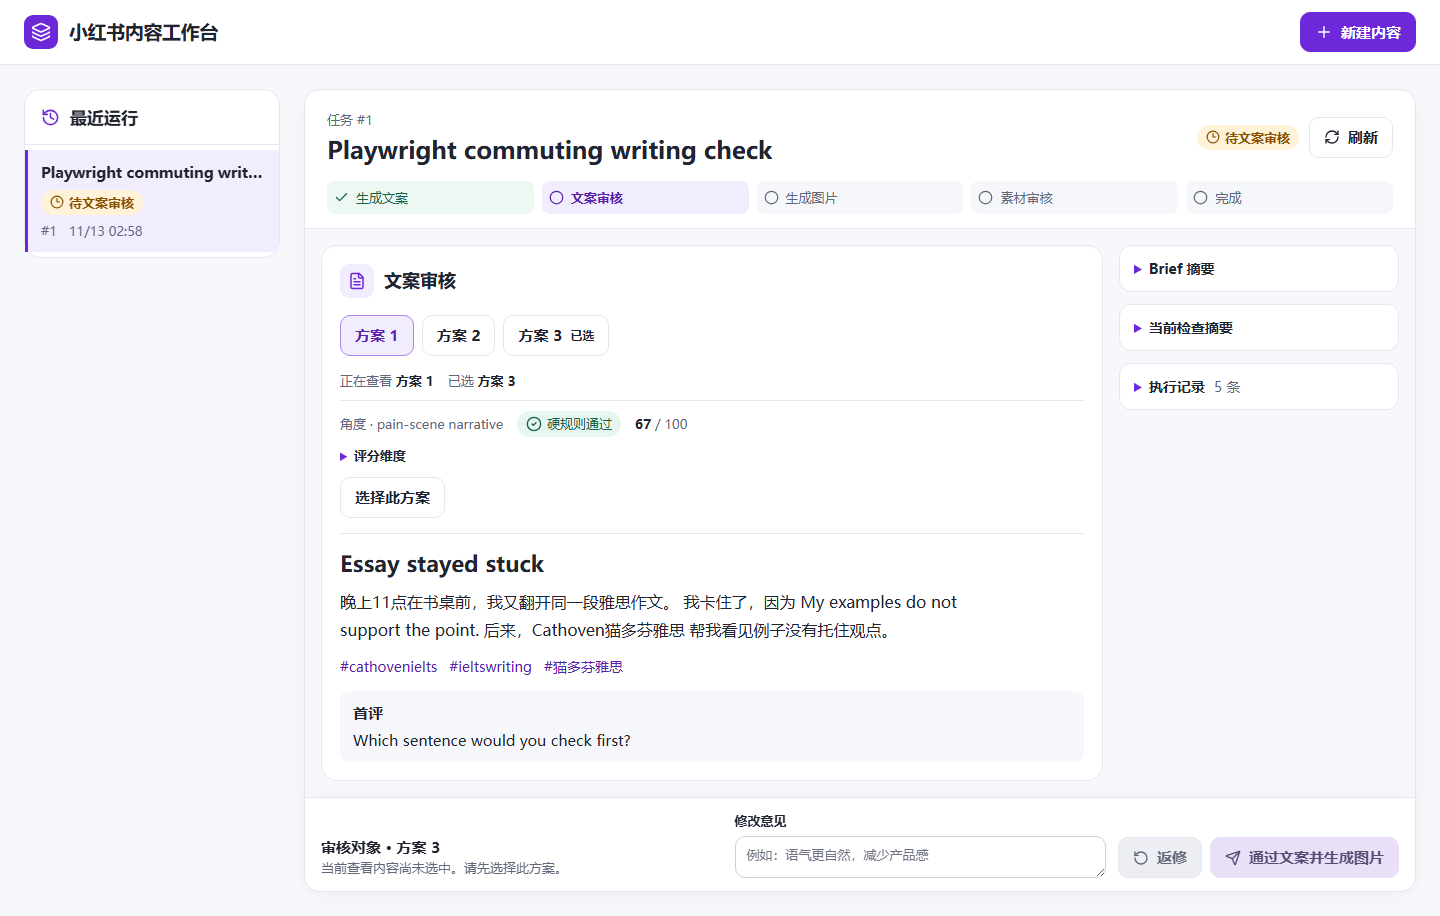 小红书内容工作台
新建内容
最近运行
Playwright commuting writ...
待文案审核
#1 11/13 02:58
任务 #1
Playwright commuting writing check
待文案审核
刷新
生成文案
文案审核
生成图片
素材审核
完成
文案审核
方案 1
方案 2
方案 3 已选
正在查看 方案 1 已选 方案 3
角度 · pain-scene narrative
硬规则通过
67 / 100
评分维度
选择此方案
Essay stayed stuck
晚上11点在书桌前，我又翻开同一段雅思作文。 我卡住了，因为 My examples do not
support the point. 后来，Cathoven猫多芬雅思 帮我看见例子没有托住观点。
#cathovenielts #ieltswriting #猫多芬雅思
首评
Which sentence would you check first?
Brief 摘要
当前检查摘要
执行记录 5 条
审核对象 • 方案 3
当前查看内容尚未选中。请先选择此方案。
修改意见
例如：语气更自然，减少产品感
返修
通过文案并生成图片